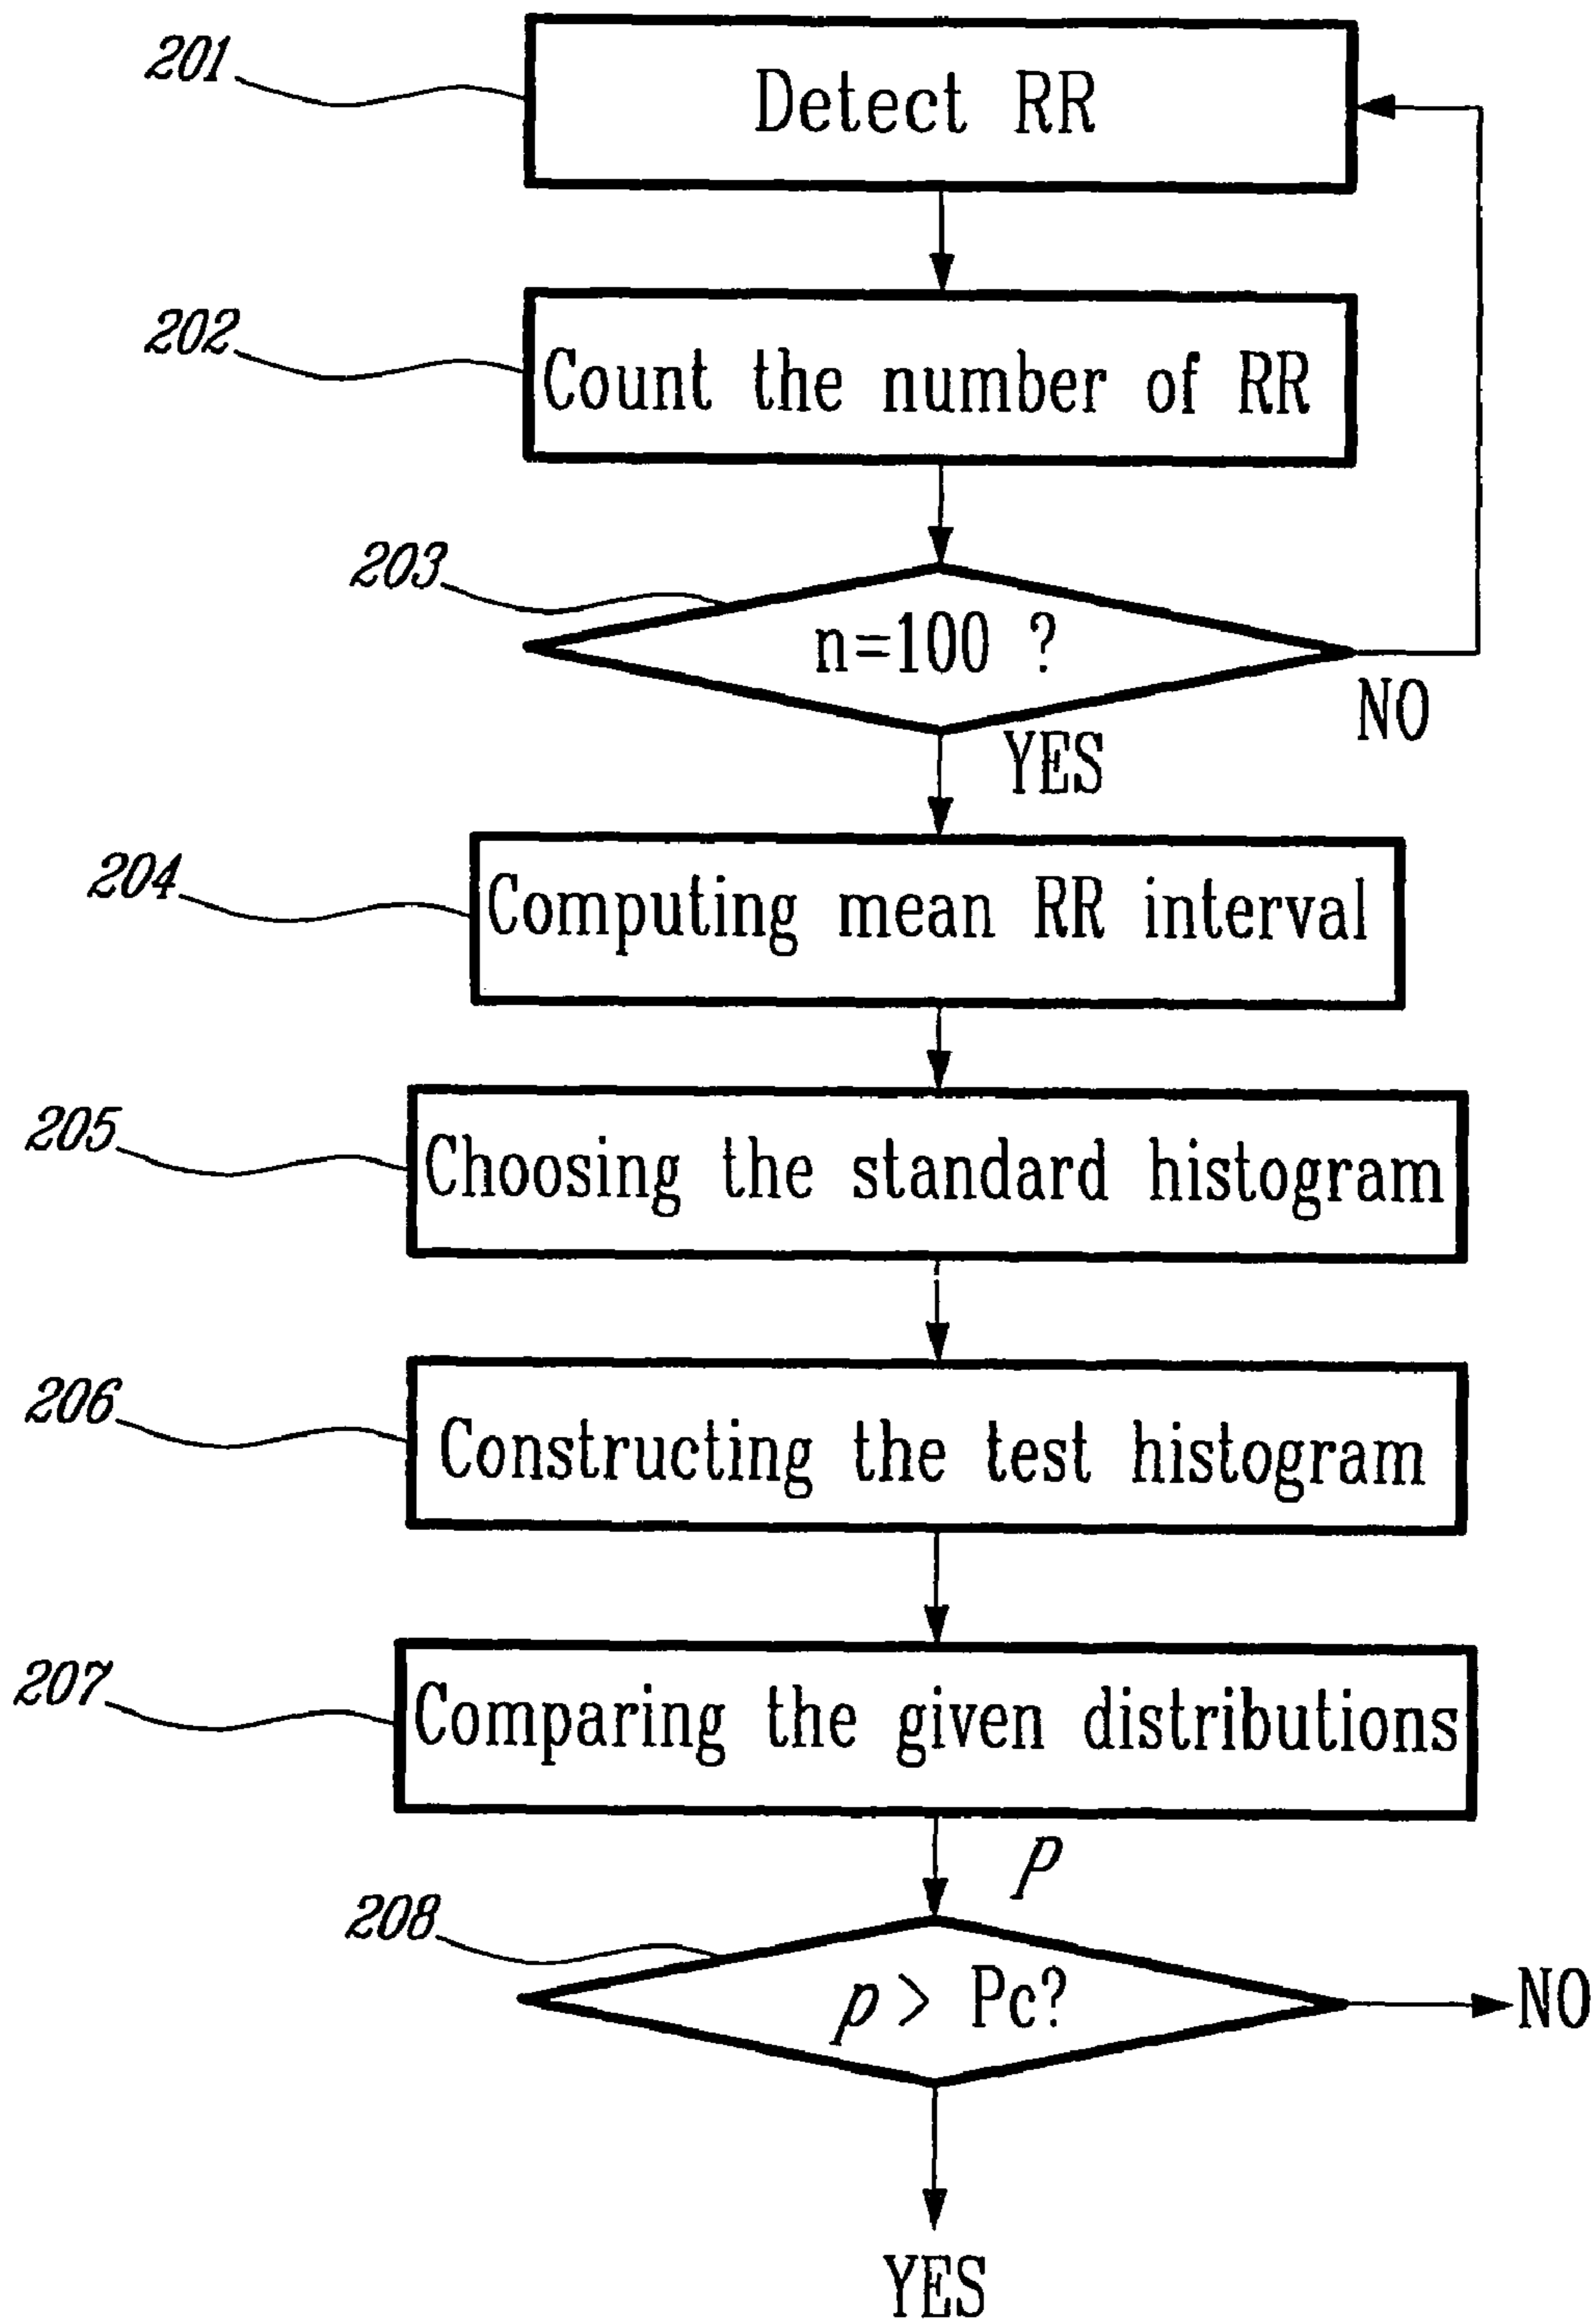 201
Detect RR
202
Count the number of RR
203
n=100 ?
NO
YES
204
Computing mean RR interval
205
Choosing the standard histogram
206
Constructing the test histogram
207
Comparing the given distributions
p
208
p > Pc?
NO
YES